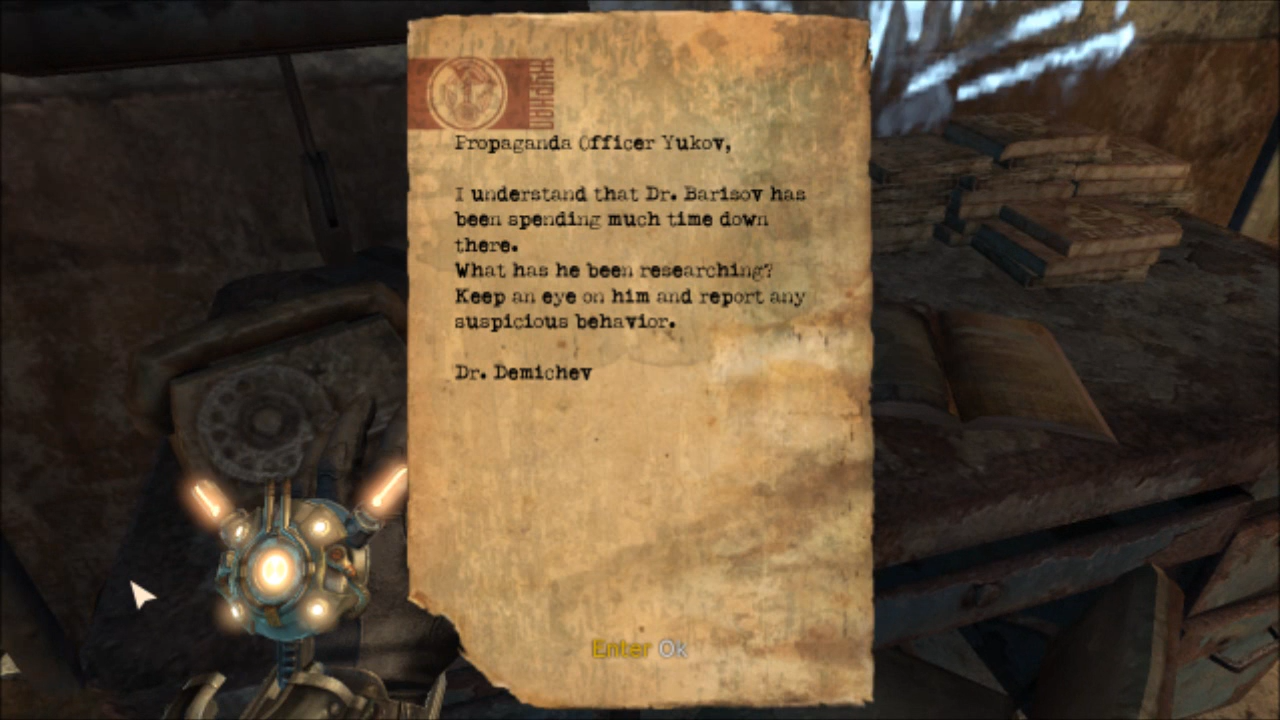 Propaganda Officer Yukov,
I understand that Dr. Barisov has
been spending much time down
there.
What has he been researching?
Keep an eye on him and report any
suspicious behavior.
Dr. Demichev
Enter Ok